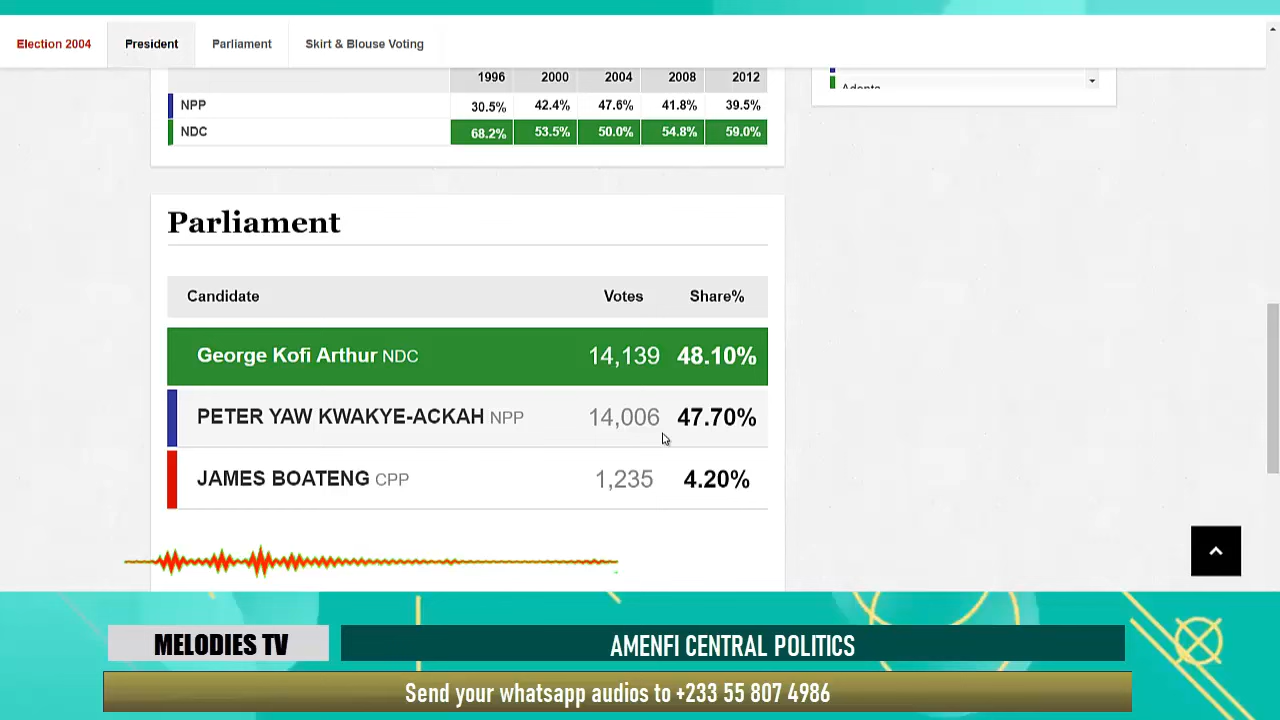 Election 2004 President Parliament Skirt & Blouse Voting
1996 2000 2004 2008 2012
NPP 30.5% 42.4% 47.6% 41.8% 39.5%
NDC 68.2% 53.5% 50.0% 54.8% 59.0%
Parliament
Candidate Votes Share%
George Kofi Arthur NDC 14,139 48.10%
PETER YAW KWAKYE-ACKAH NPP 14,006 47.70%
JAMES BOATENG CPP 1,235 4.20%
MELODIES TV
AMENFI CENTRAL POLITICS
Send your whatsapp audios to +233 55 807 4986